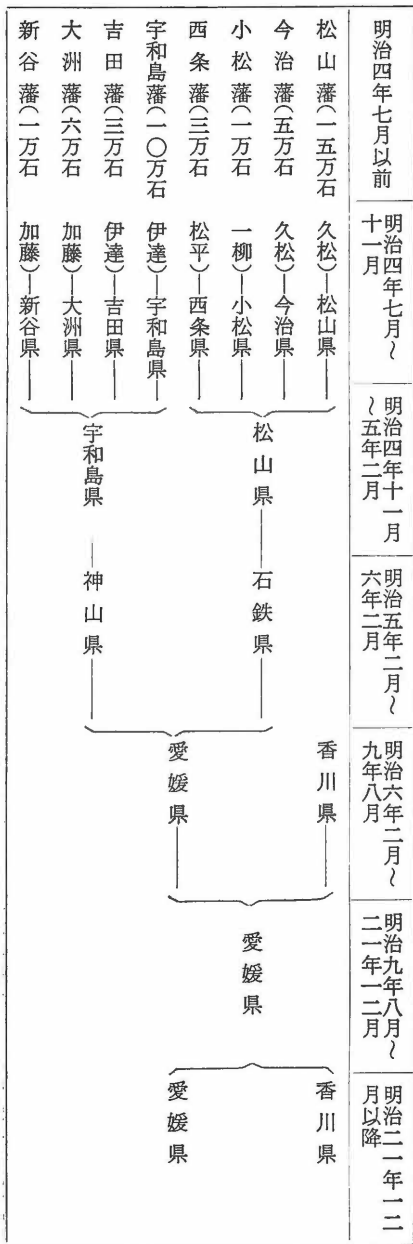 明治四年七月以前
明治四年七月～
十一月
明治四年十一月
～五年二月
明治五年二月～
六年二月
明治六年二月～
九年八月
明治九年八月～
二一年一二月
明治二一年一二
月以降
松山藩(一五万石 久松)―松山県
今治藩(五万石 久松)―今治県
小松藩(一万石 一柳)―小松県
西条藩(三万石 松平)―西条県
宇和島藩(一〇万石 伊達)―宇和島県
吉田藩(三万石 伊達)―吉田県
大洲藩(六万石 加藤)―大洲県
新谷藩(一万石 加藤)―新谷県
松山県―石鉄県
宇和島県―神山県
香川県
愛媛県
愛媛県
香川県
愛媛県